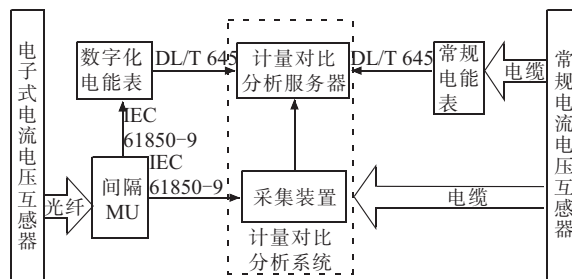 电子式电流电压互感器
数字化
电能表
DL/T 645
计量对比
分析服务器
DL/T 645
常规
电能
表
电缆
常规电流电压互感器
IEC
61850-9
IEC
61850-9
光纤
间隔
MU
采集装置
电缆
计量对比
分析系统